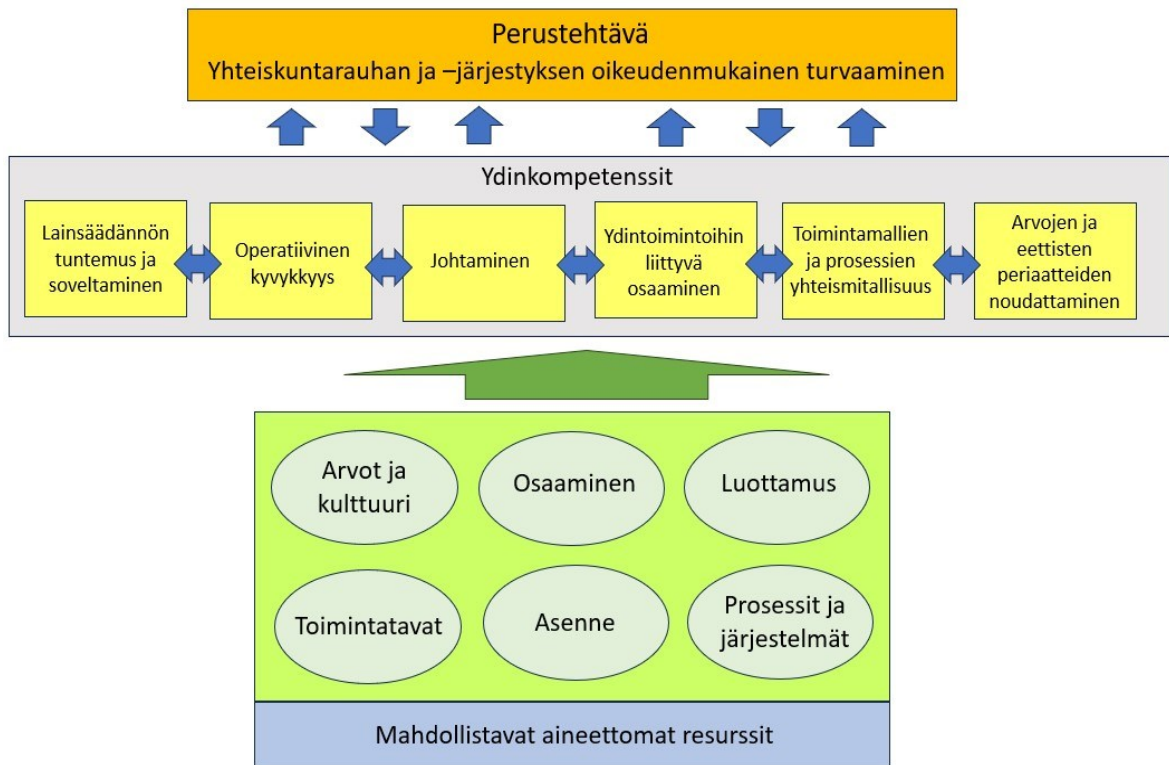 Perustehtävä
Yhteiskuntarauhan ja –järjestyksen oikeudenmukainen turvaaminen
Ydinkompetenssit
Lainsäädännön
tuntemus ja
soveltaminen
Operatiivinen
kyvykkyys
Johtaminen
Ydintoimintoihin
liittyvä
osaaminen
Toimintamallien
ja prosessien
yhteismitallisuus
Arvojen ja
eettisten
periaatteiden
noudattaminen
Arvot ja
kulttuuri
Osaaminen
Luottamus
Toimintatavat
Asenne
Prosessit ja
järjestelmät
Mahdollistavat aineettomat resurssit